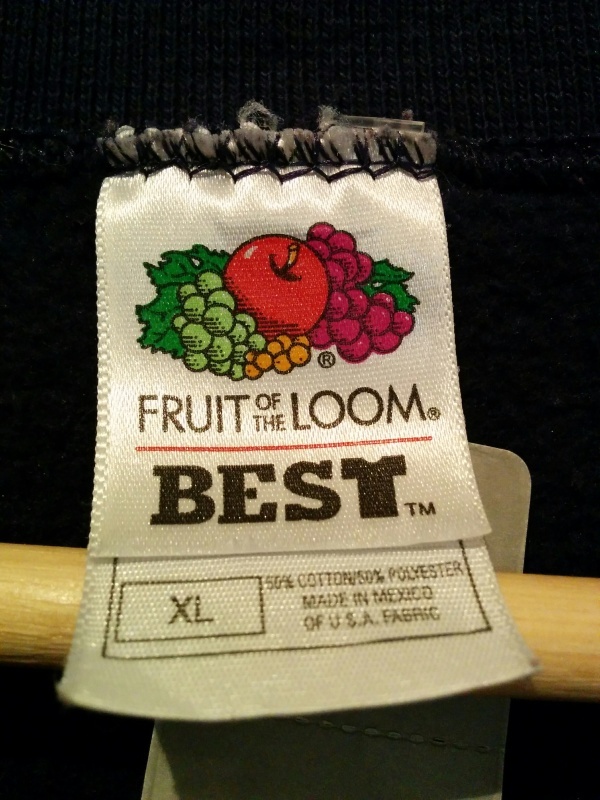 ®
FRUIT OF THE LOOM®
BEST™
XL
50% COTTON/50% POLYESTER
MADE IN MEXICO
OF U.S.A. FABRIC